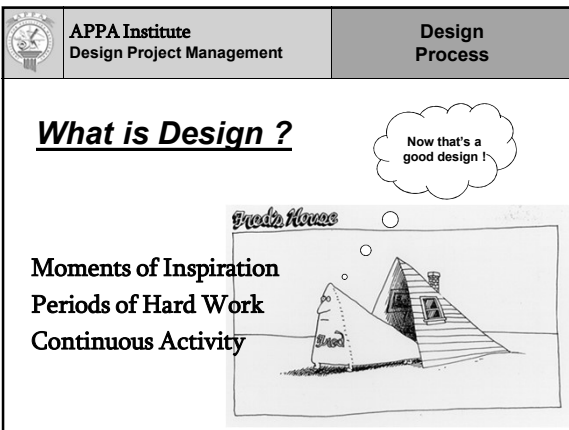 APPA Institute
Design Project Management
Design
Process
What is Design ?
Now that's a
good design !
Fred's House
Moments of Inspiration
Periods of Hard Work
Continuous Activity
Fred